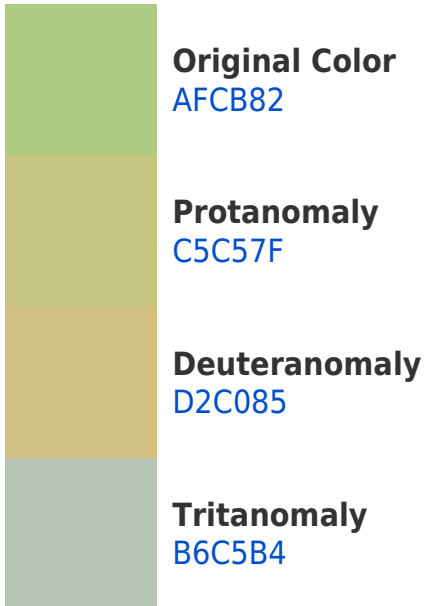 Original Color
AFCB82
Protanomaly
C5C57F
Deuteranomaly
D2C085
Tritanomaly
B6C5B4